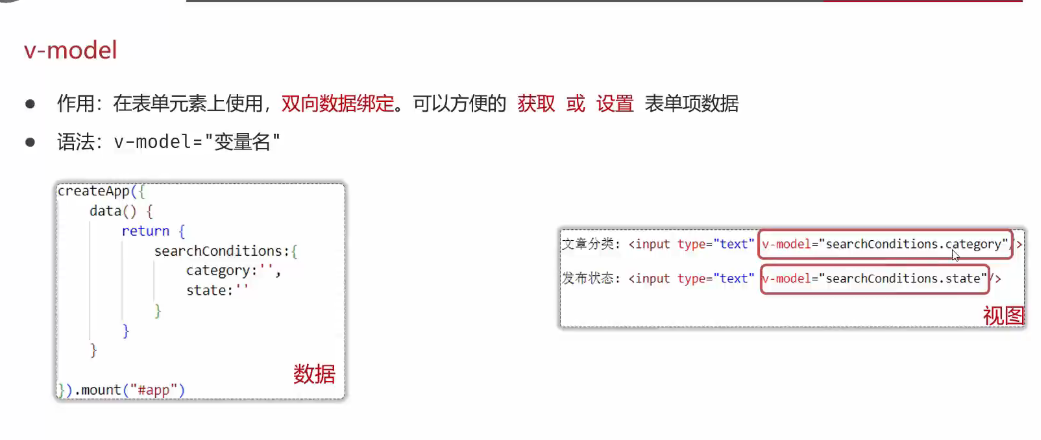 v-model
● 作用：在表单元素上使用，双向数据绑定。可以方便的 获取 或 设置 表单项数据
● 语法：v-model="变量名"
createApp({
data() {
return {
searchConditions:{
category:'',
state:''
}
}
}
}).mount("#app")
数据
文章分类: <input type="text" v-model="searchConditions.category"/>
发布状态: <input type="text" v-model="searchConditions.state"/>
视图